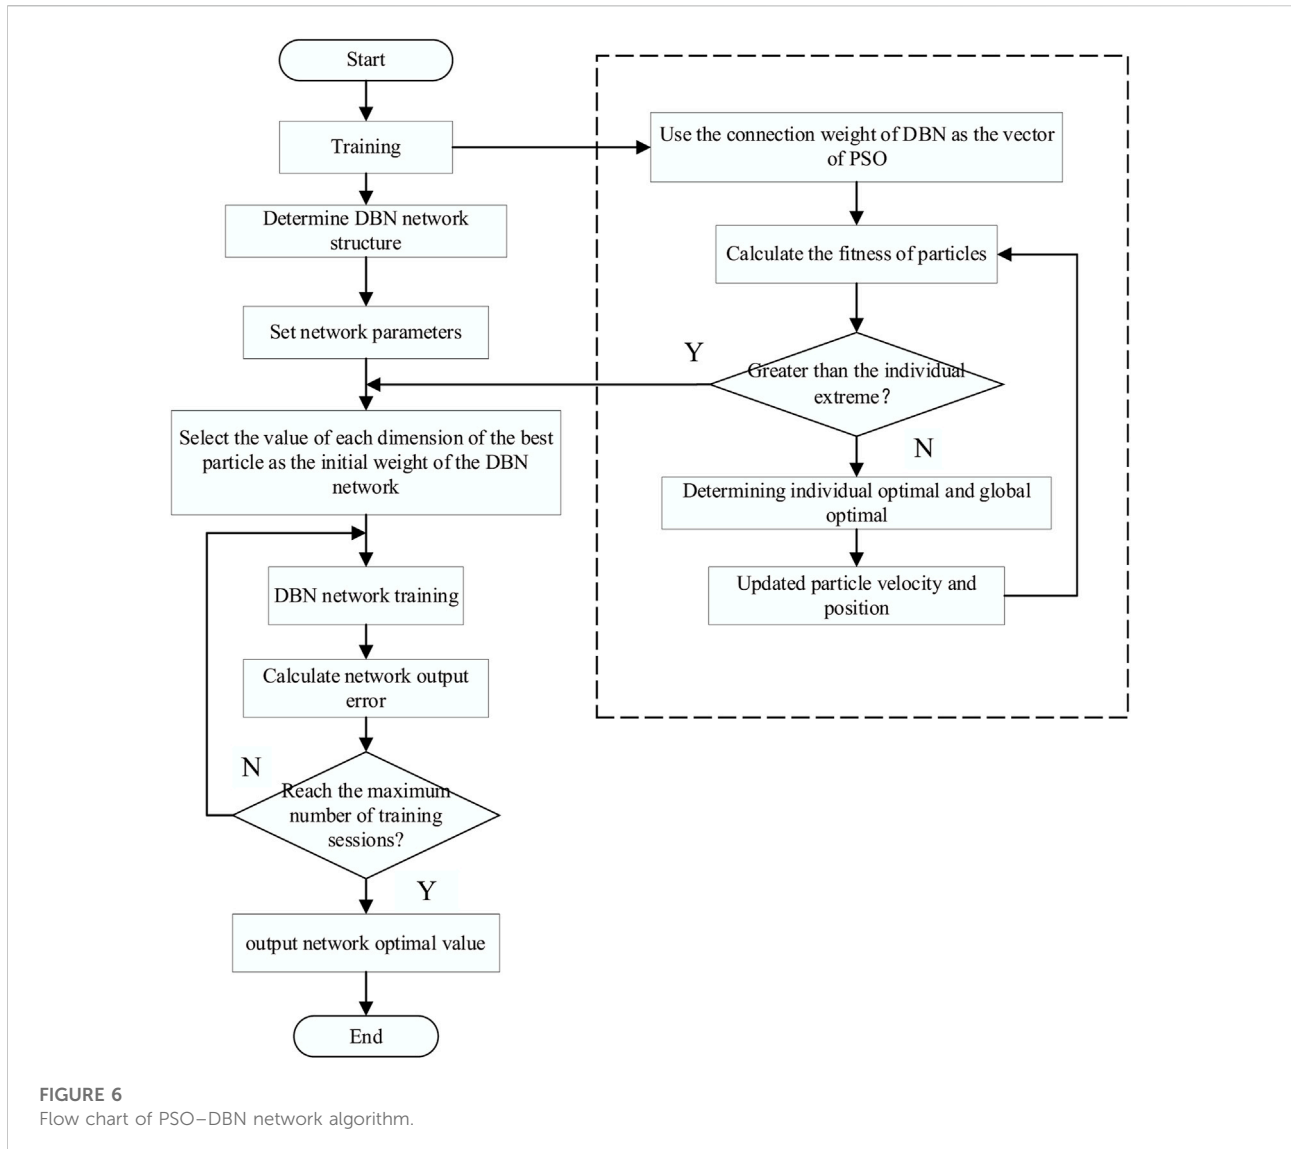 Start
Training
Determine DBN network
structure
Set network parameters
Select the value of each dimension of the best
particle as the initial weight of the DBN
network
DBN network training
Calculate network output
error
N
Reach the maximum
number of training
sessions?
Y
output network optimal value
End
Use the connection weight of DBN as the vector
of PSO
Calculate the fitness of particles
Y
Greater than the individual
extreme?
N
Determining individual optimal and global
optimal
Updated particle velocity and
position
FIGURE 6
Flow chart of PSO–DBN network algorithm.